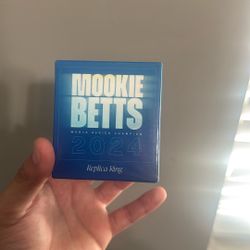 MOOKIE
BETTS
WORLD SERIES CHAMPION
2024
Replica Ring